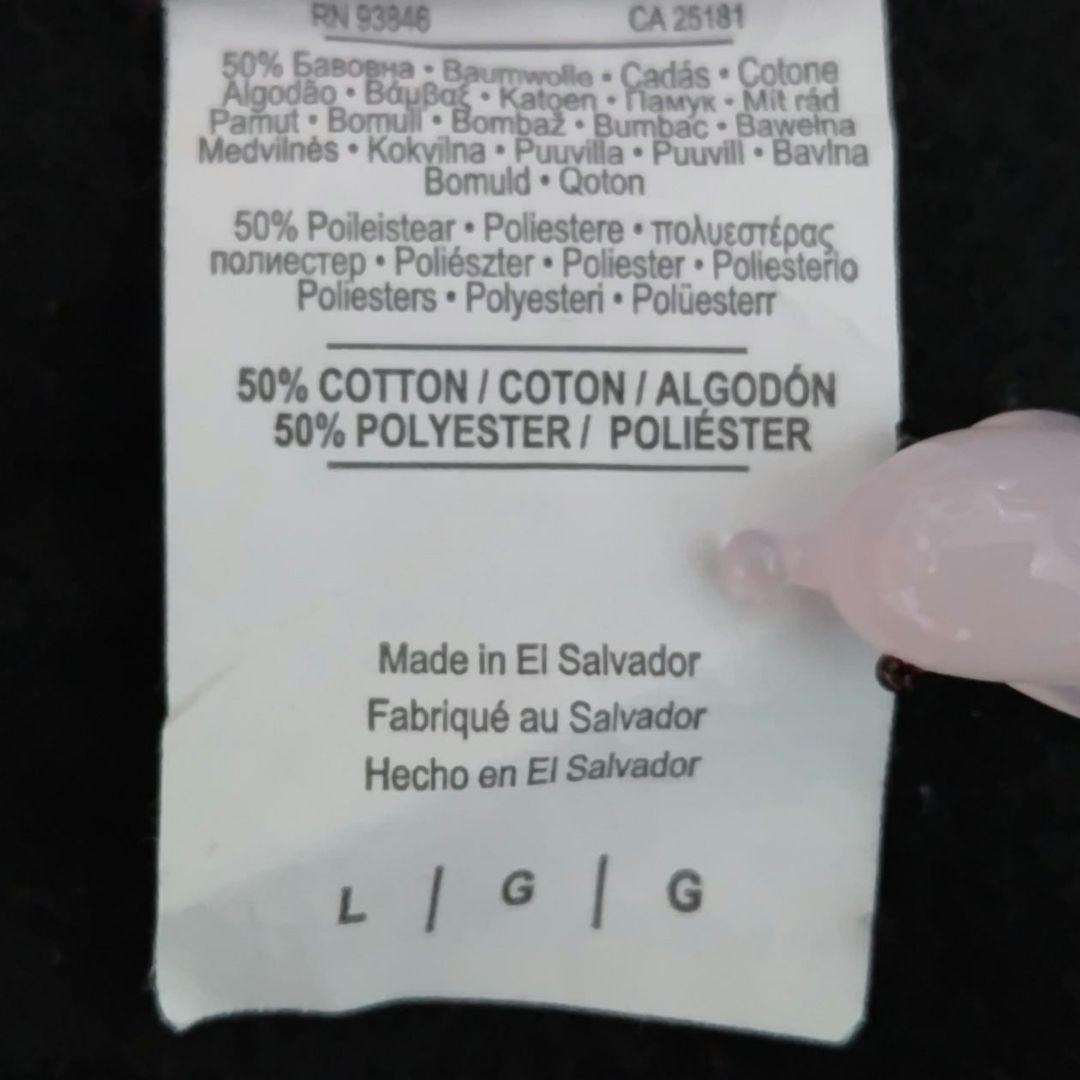 RN 93846 CA 25181
50% Бавовна • Baumwolle • Cadás • Cotone
Algodão • Βάμβαξ • Katoen • Памук • Mit rád
Pamut • Bomull • Bombaž • Bumbac • Bawełna
Medvilnės • Kokvilna • Puuvilla • Puuvill • Bavlna
Bomuld • Qoton
50% Poileistear • Poliestere • πολυεστέρας
полиестер • Poliészter • Poliester • Poliesterio
Poliesters • Polyesteri • Polüesterr
50% COTTON / COTON / ALGODÓN
50% POLYESTER / POLIÉSTER
Made in El Salvador
Fabriqué au Salvador
Hecho en El Salvador
L / G / G